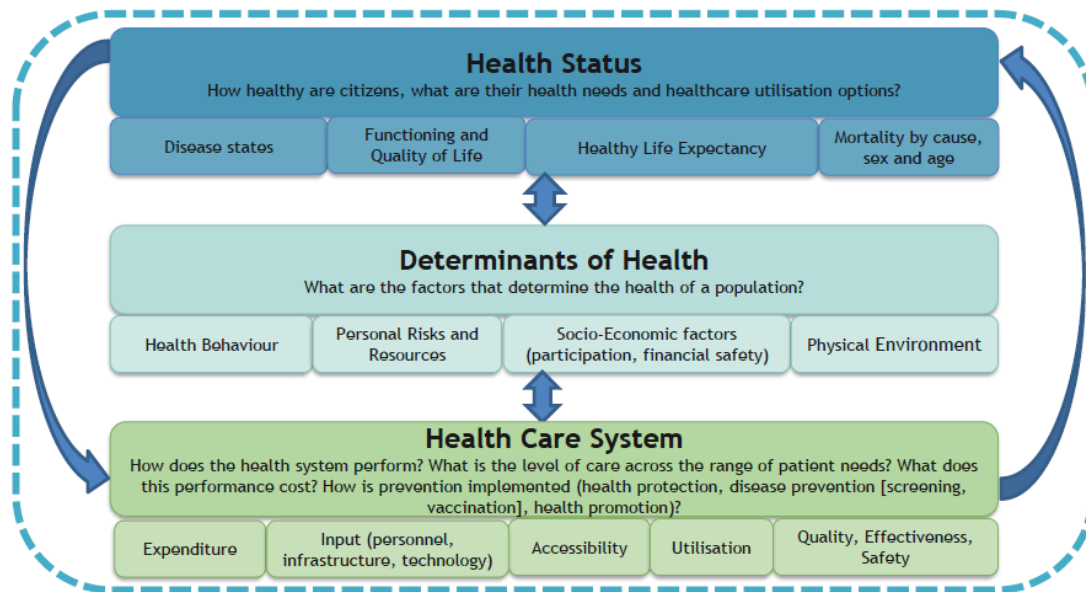 Health Status
How healthy are citizens, what are their health needs and healthcare utilisation options?
Disease states
Functioning and
Quality of Life
Healthy Life Expectancy
Mortality by cause,
sex and age
Determinants of Health
What are the factors that determine the health of a population?
Health Behaviour
Personal Risks and
Resources
Socio-Economic factors
(participation, financial safety)
Physical Environment
Health Care System
How does the health system perform? What is the level of care across the range of patient needs? What does
this performance cost? How is prevention implemented (health protection, disease prevention [screening,
vaccination], health promotion)?
Expenditure
Input (personnel,
infrastructure, technology)
Accessibility
Utilisation
Quality, Effectiveness,
Safety